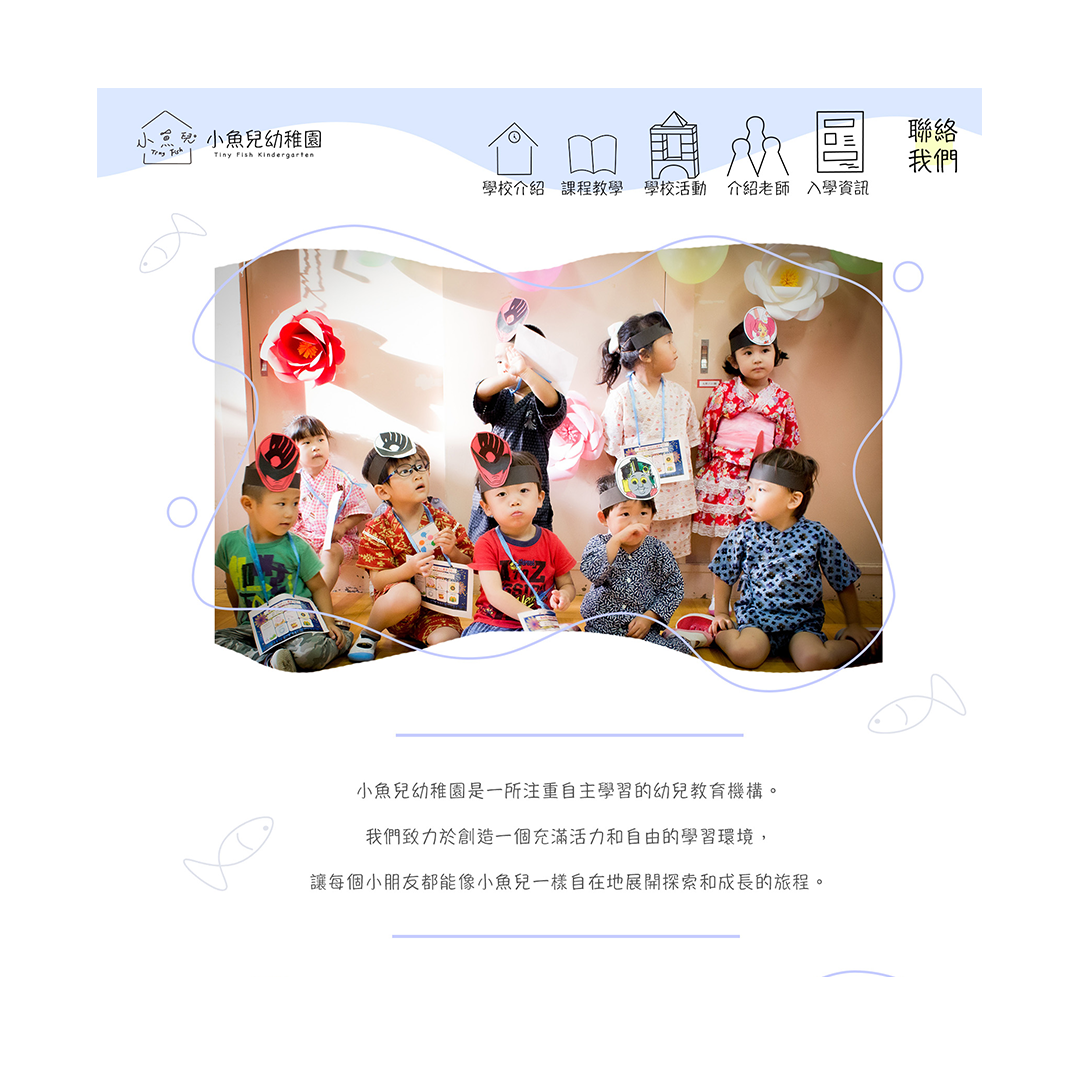 小魚兒
Tiny Fish
小魚兒幼稚園
Tiny Fish Kindergarten
學校介紹
課程教學
學校活動
介紹老師
入學資訊
聯絡
我們
小魚兒幼稚園是一所注重自主學習的幼兒教育機構。
我們致力於創造一個充滿活力和自由的學習環境，
讓每個小朋友都能像小魚兒一樣自在地展開探索和成長的旅程。